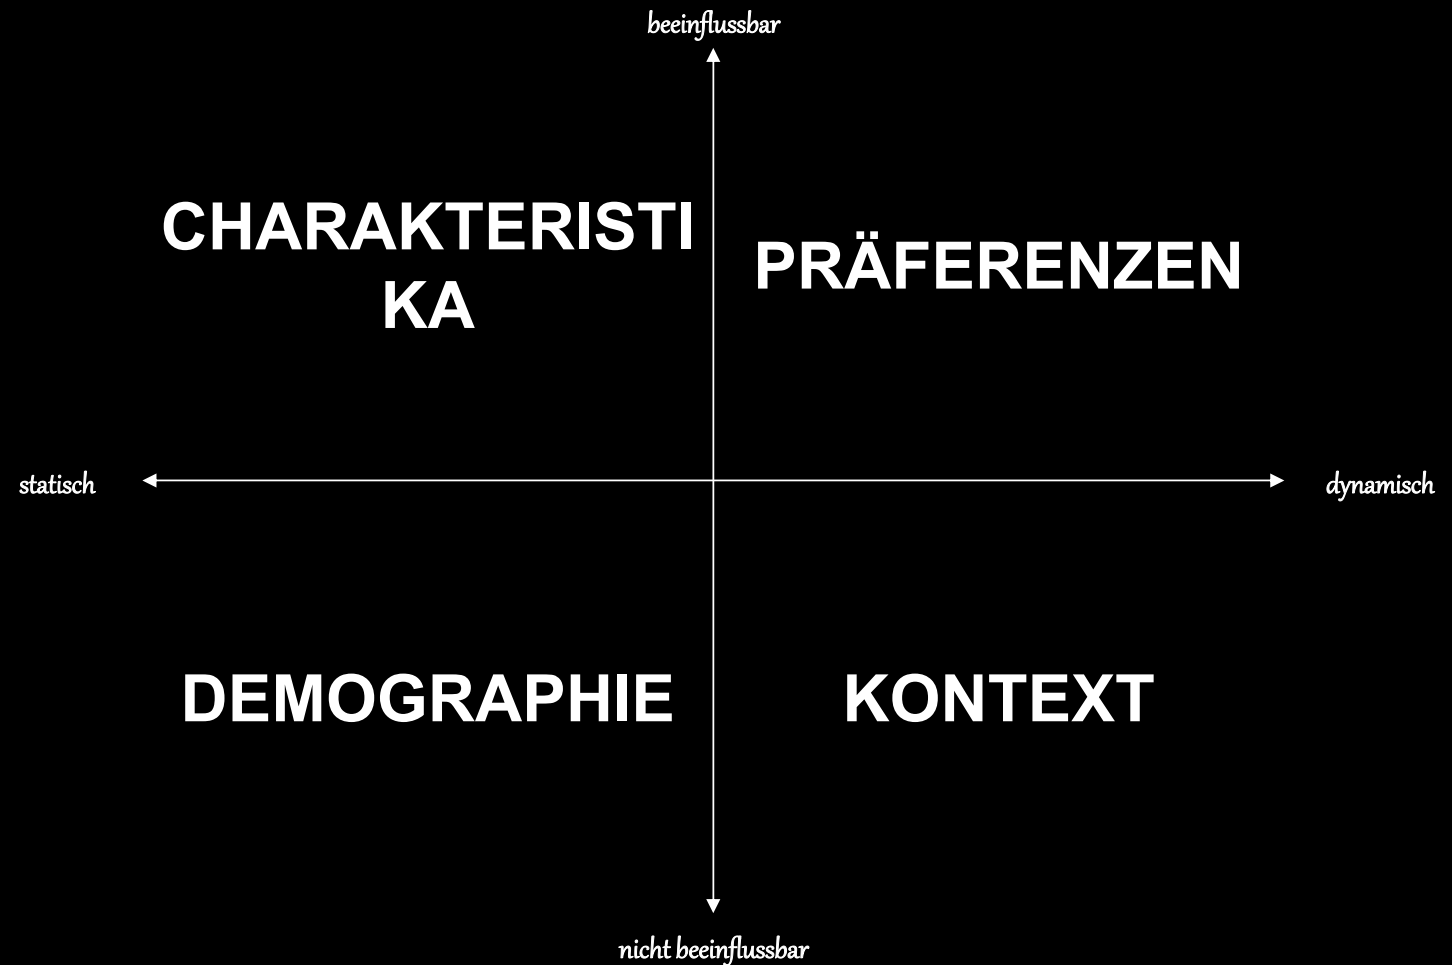 beeinflussbar
CHARAKTERISTI
KA
PRÄFERENZEN
statisch
dynamisch
DEMOGRAPHIE
KONTEXT
nicht beeinflussbar